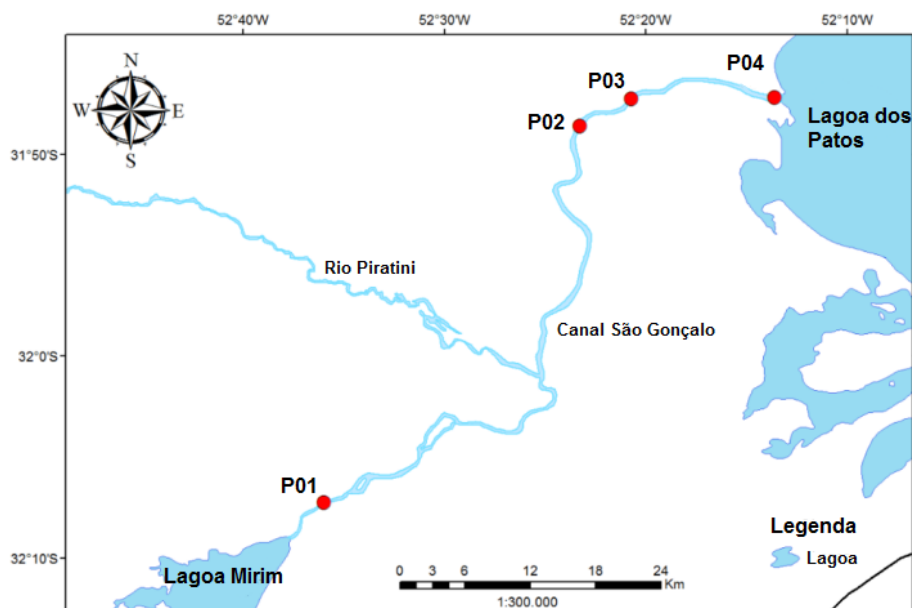 52°40'W 52°30'W 52°20'W 52°10'W
N
W E
S
P04
P03
P02
Lagoa dos
Patos
31°50'S
Rio Piratini
Canal São Gonçalo
32°0'S
P01
Legenda
Lagoa
32°10'S
Lagoa Mirim
0 3 6 12 18 24
Km
1:300.000